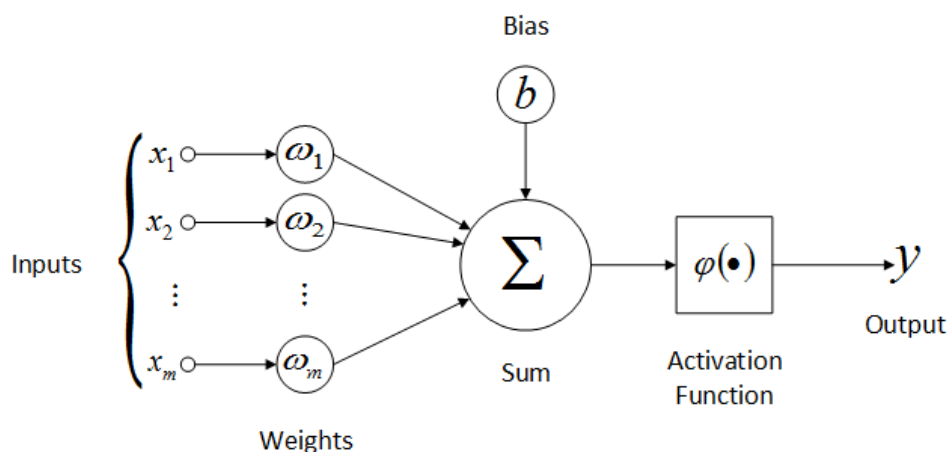 Bias
b
x₁ ω₁
x₂ ω₂
Inputs
⋮ ⋮
Σ
φ(•)
y
Output
xₘ ωₘ
Sum
Activation
Function
Weights